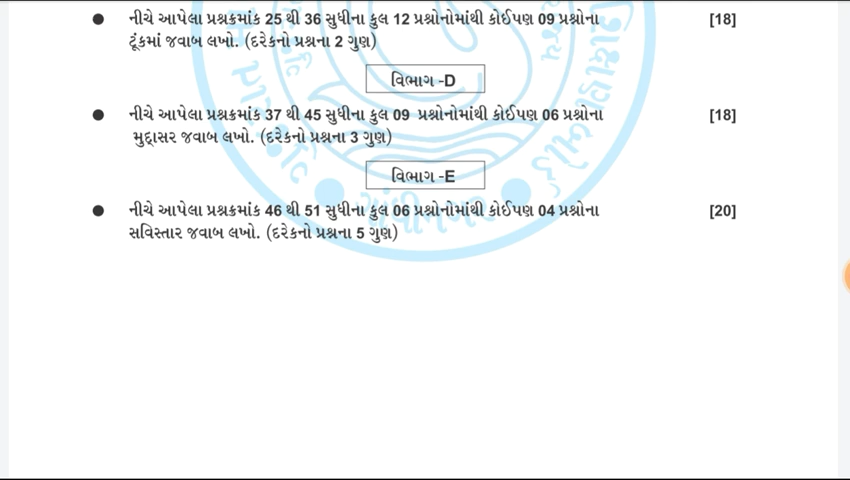 ● નીચે આપેલા પ્રશ્નક્રમાંક 25 થી 36 સુધીના કુલ 12 પ્રશ્નોનોમાંથી કોઈપણ 09 પ્રશ્નોના [18]
ટૂંકમાં જવાબ લખો. (દરેકનો પ્રશ્નના 2 ગુણ)
વિભાગ -D
● નીચે આપેલા પ્રશ્નક્રમાંક 37 થી 45 સુધીના કુલ 09 પ્રશ્નોનોમાંથી કોઈપણ 06 પ્રશ્નોના [18]
મુદ્દાસર જવાબ લખો. (દરેકનો પ્રશ્નના 3 ગુણ)
વિભાગ -E
● નીચે આપેલા પ્રશ્નક્રમાંક 46 થી 51 સુધીના કુલ 06 પ્રશ્નોનોમાંથી કોઈપણ 04 પ્રશ્નોના [20]
સવિસ્તાર જવાબ લખો. (દરેકનો પ્રશ્નના 5 ગુણ)
ગાંધીનગર